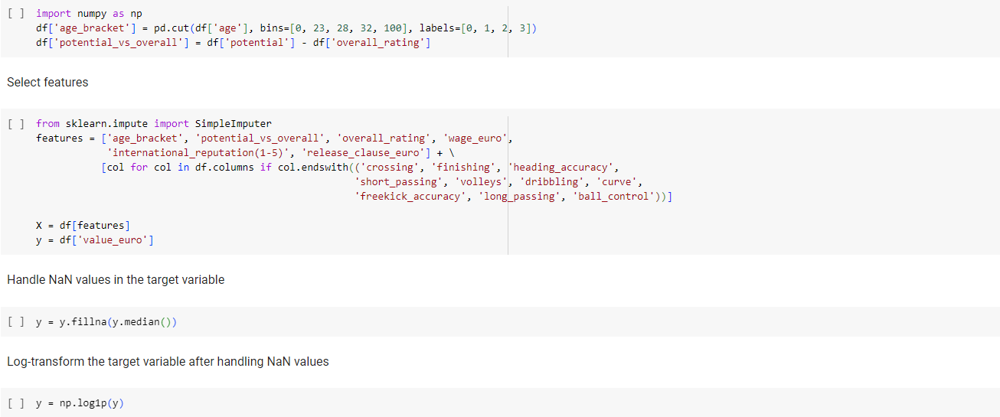 [ ] import numpy as np
df['age_bracket'] = pd.cut(df['age'], bins=[0, 23, 28, 32, 100], labels=[0, 1, 2, 3])
df['potential_vs_overall'] = df['potential'] - df['overall_rating']
Select features
[ ] from sklearn.impute import SimpleImputer
features = ['age_bracket', 'potential_vs_overall', 'overall_rating', 'wage_euro',
'international_reputation(1-5)', 'release_clause_euro'] + \
[col for col in df.columns if col.endswith(('crossing', 'finishing', 'heading_accuracy',
'short_passing', 'volleys', 'dribbling', 'curve',
'freekick_accuracy', 'long_passing', 'ball_control'))]
X = df[features]
y = df['value_euro']
Handle NaN values in the target variable
[ ] y = y.fillna(y.median())
Log-transform the target variable after handling NaN values
[ ] y = np.log1p(y)